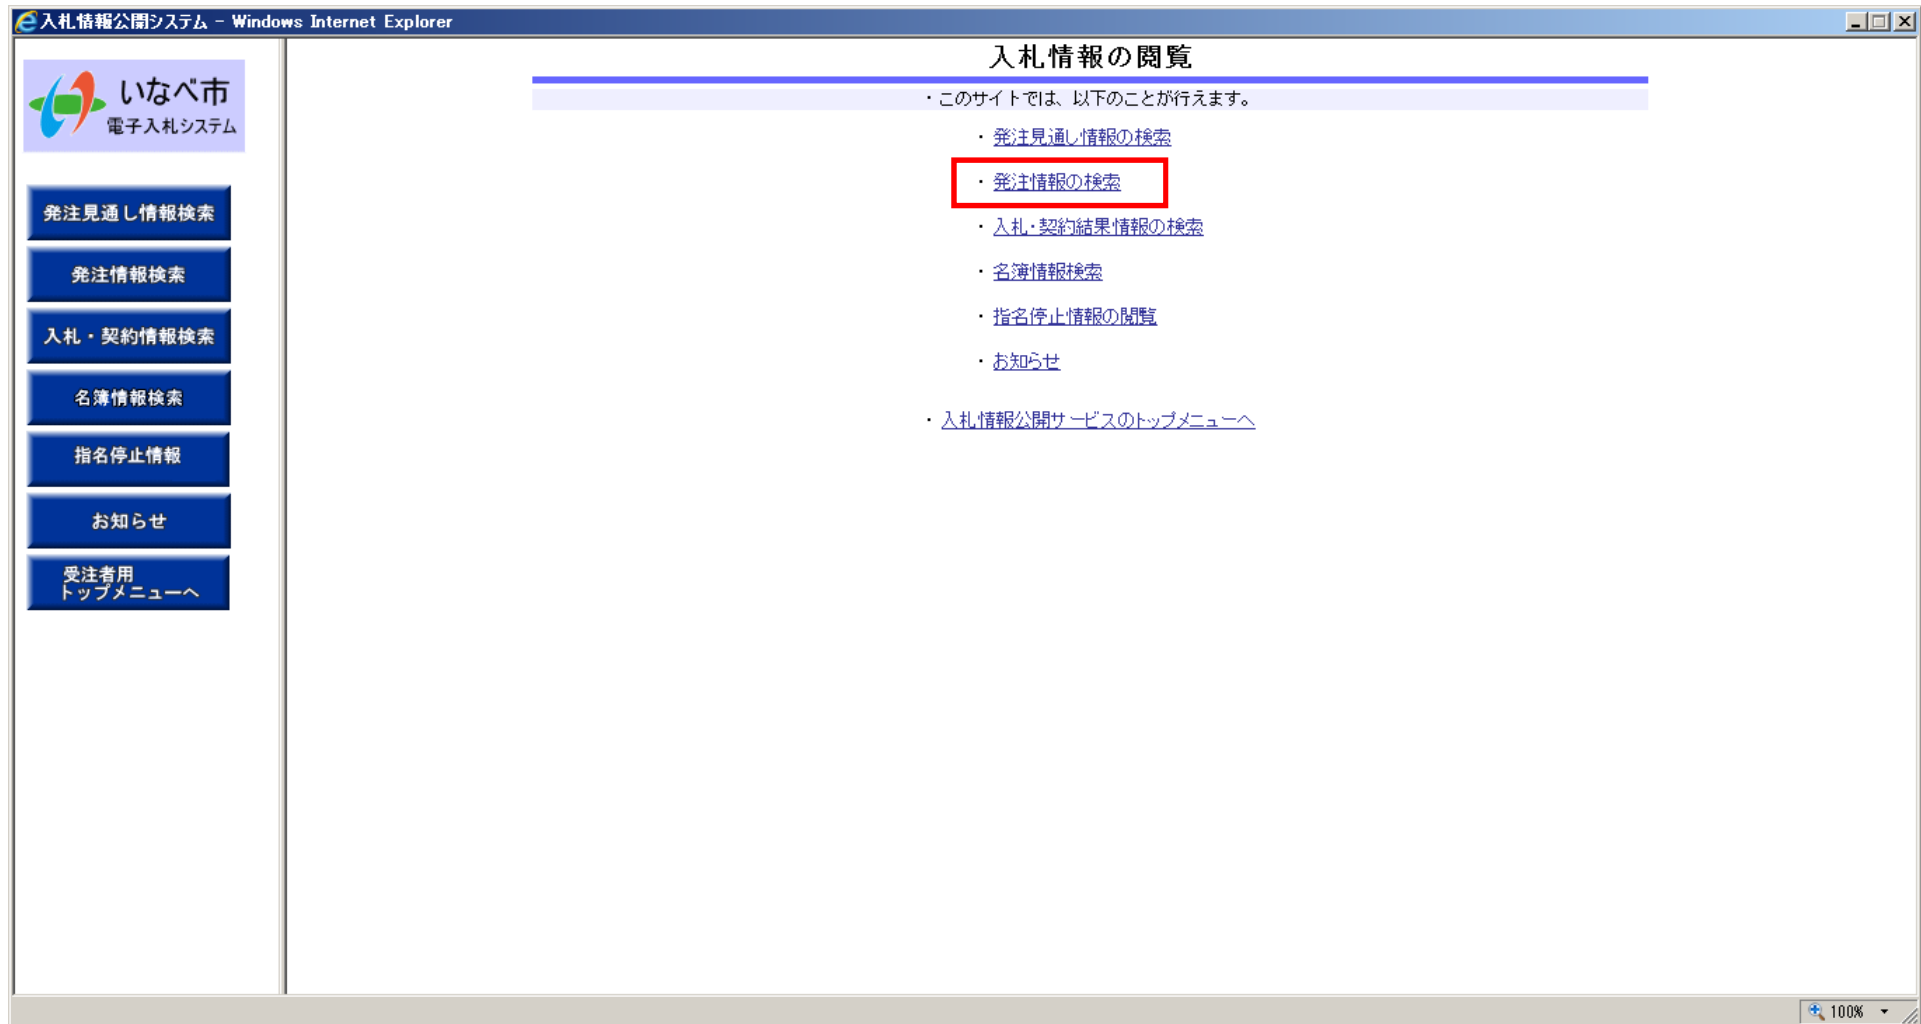 入札情報公開システム - Windows Internet Explorer
いなべ市
電子入札システム
発注見通し情報検索
発注情報検索
入札・契約情報検索
名簿情報検索
指名停止情報
お知らせ
受注者用
トップメニューへ
入札情報の閲覧
・このサイトでは、以下のことが行えます。
・発注見通し情報の検索
・発注情報の検索
・入札・契約結果情報の検索
・名簿情報検索
・指名停止情報の閲覧
・お知らせ
・入札情報公開サービスのトップメニューへ
100%